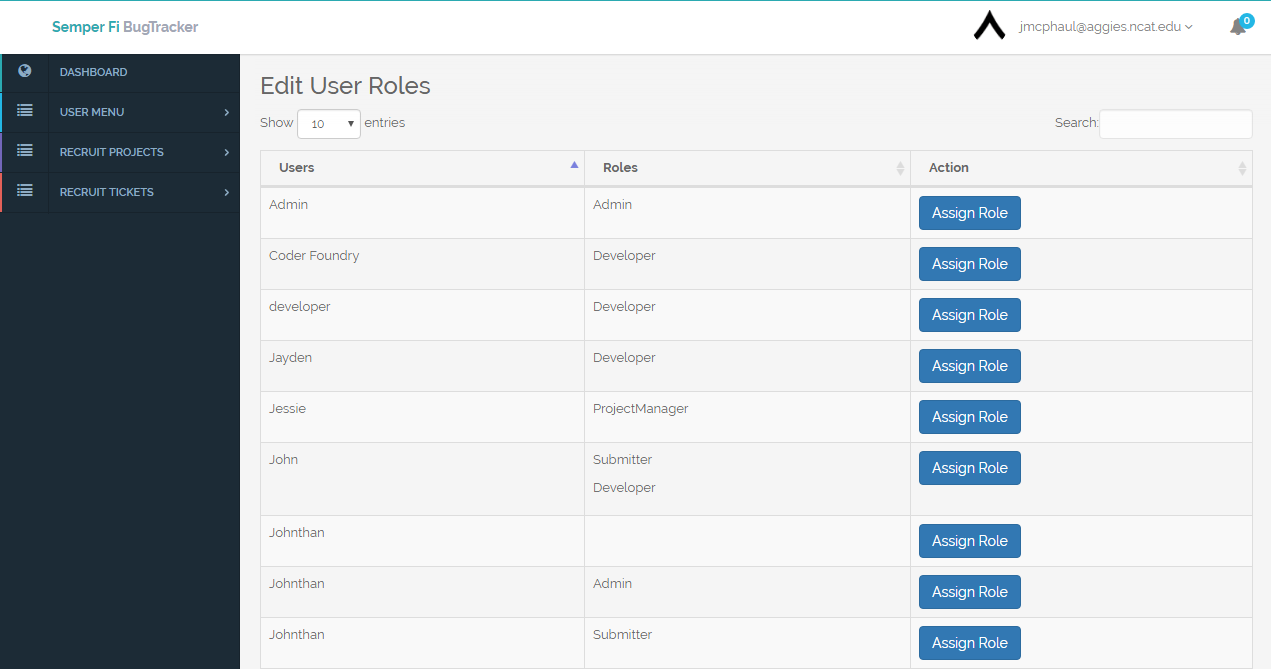 Semper Fi BugTracker
jmcphaul@aggies.ncat.edu
0
DASHBOARD
USER MENU
RECRUIT PROJECTS
RECRUIT TICKETS
Edit User Roles
Show 10 entries
Search:
Users Roles Action
Admin Admin Assign Role
Coder Foundry Developer Assign Role
developer Developer Assign Role
Jayden Developer Assign Role
Jessie ProjectManager Assign Role
John Submitter Assign Role
Developer
Johnthan Assign Role
Johnthan Admin Assign Role
Johnthan Submitter Assign Role